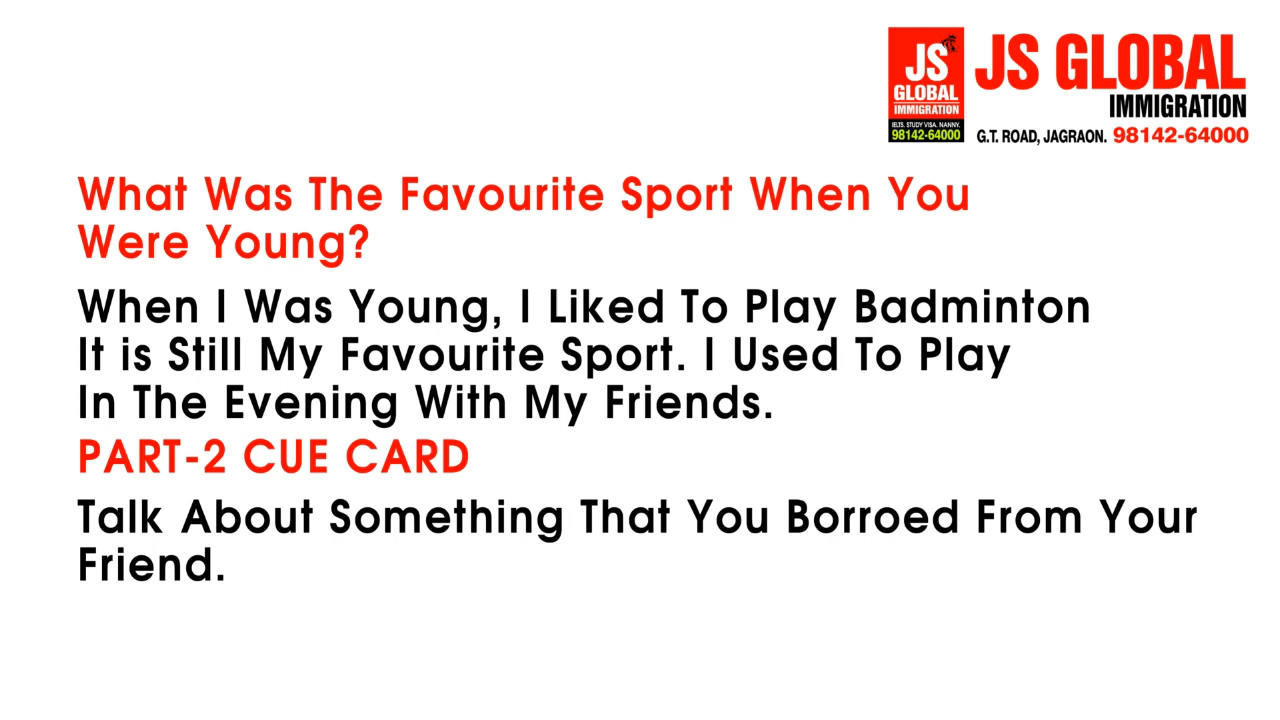 JS
GLOBAL
IMMIGRATION
IELTS. STUDY VISA. NANNY.
98142-64000
JS GLOBAL
IMMIGRATION
G.T. ROAD, JAGRAON. 98142-64000
What Was The Favourite Sport When You
Were Young?
When I Was Young, I Liked To Play Badminton
It is Still My Favourite Sport. I Used To Play
In The Evening With My Friends.
PART-2 CUE CARD
Talk About Something That You Borroed From Your
Friend.